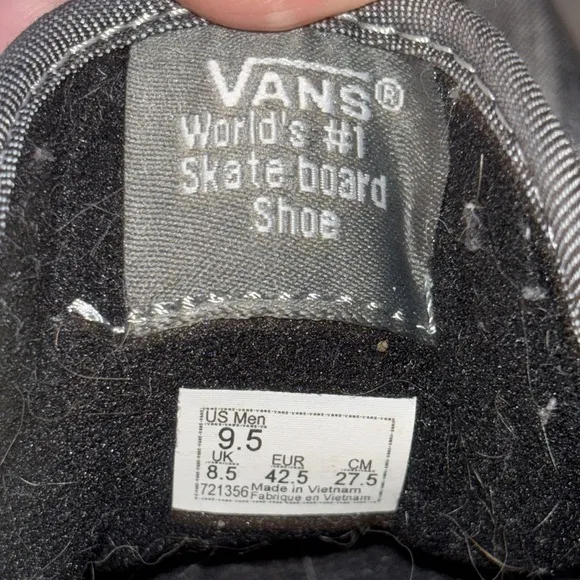 VANS®
World's #1
Skate board
Shoe
US Men
9.5
UK EUR CM
8.5 42.5 27.5
721356 Made in Vietnam
Fabrique en Vietnam